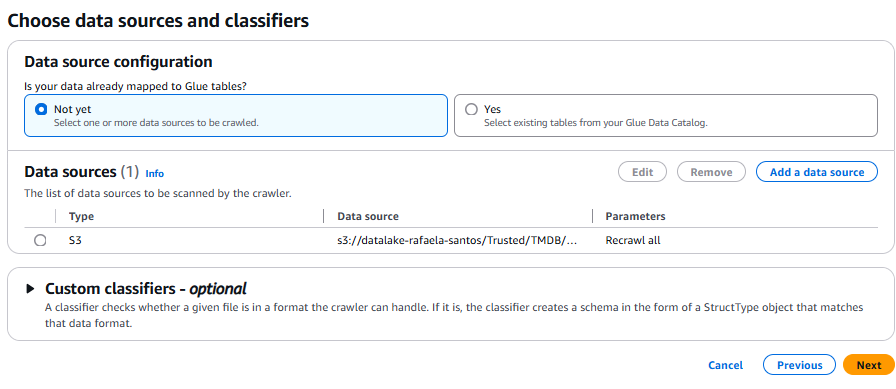 Choose data sources and classifiers
Data source configuration
Is your data already mapped to Glue tables?
Not yet
Select one or more data sources to be crawled.
Yes
Select existing tables from your Glue Data Catalog.
Data sources (1) Info
Edit
Remove
Add a data source
The list of data sources to be scanned by the crawler.
Type
Data source
Parameters
S3
s3://datalake-rafaela-santos/Trusted/TMDB/...
Recrawl all
Custom classifiers - optional
A classifier checks whether a given file is in a format the crawler can handle. If it is, the classifier creates a schema in the form of a StructType object that matches
that data format.
Cancel
Previous
Next